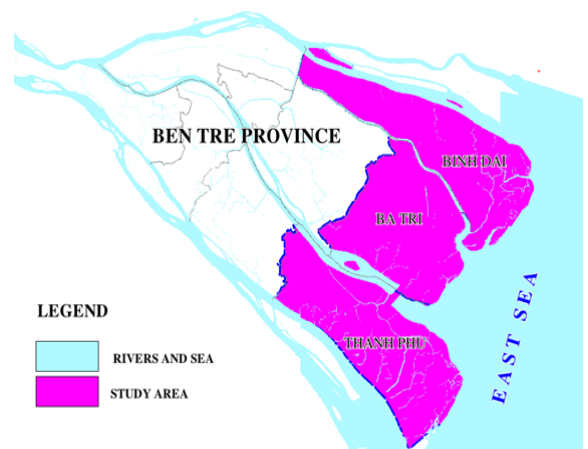 BEN TRE PROVINCE
BINH DAI
BA TRI
THANH PHU
EAST SEA
LEGEND
RIVERS AND SEA
STUDY AREA